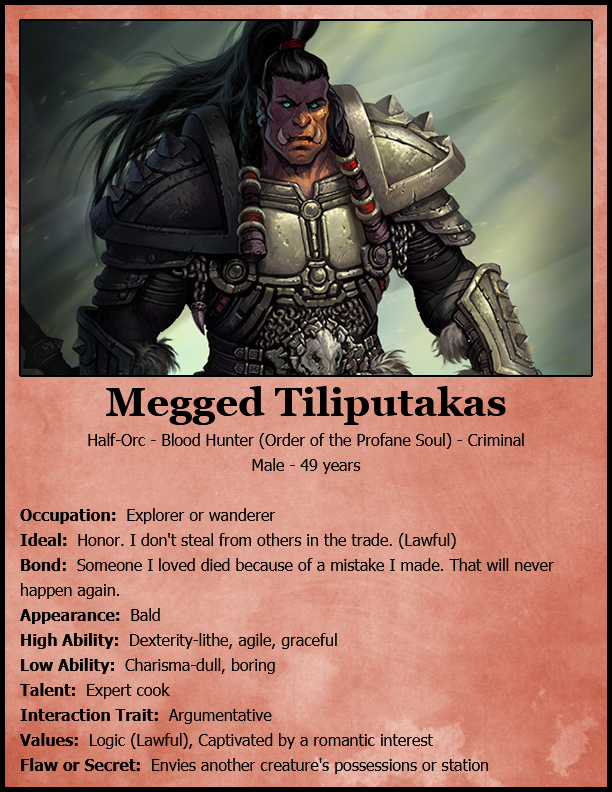 Megged Tiliputakas
Half-Orc - Blood Hunter (Order of the Profane Soul) - Criminal
Male - 49 years
Occupation: Explorer or wanderer
Ideal: Honor. I don't steal from others in the trade. (Lawful)
Bond: Someone I loved died because of a mistake I made. That will never
happen again.
Appearance: Bald
High Ability: Dexterity-lithe, agile, graceful
Low Ability: Charisma-dull, boring
Talent: Expert cook
Interaction Trait: Argumentative
Values: Logic (Lawful), Captivated by a romantic interest
Flaw or Secret: Envies another creature's possessions or station